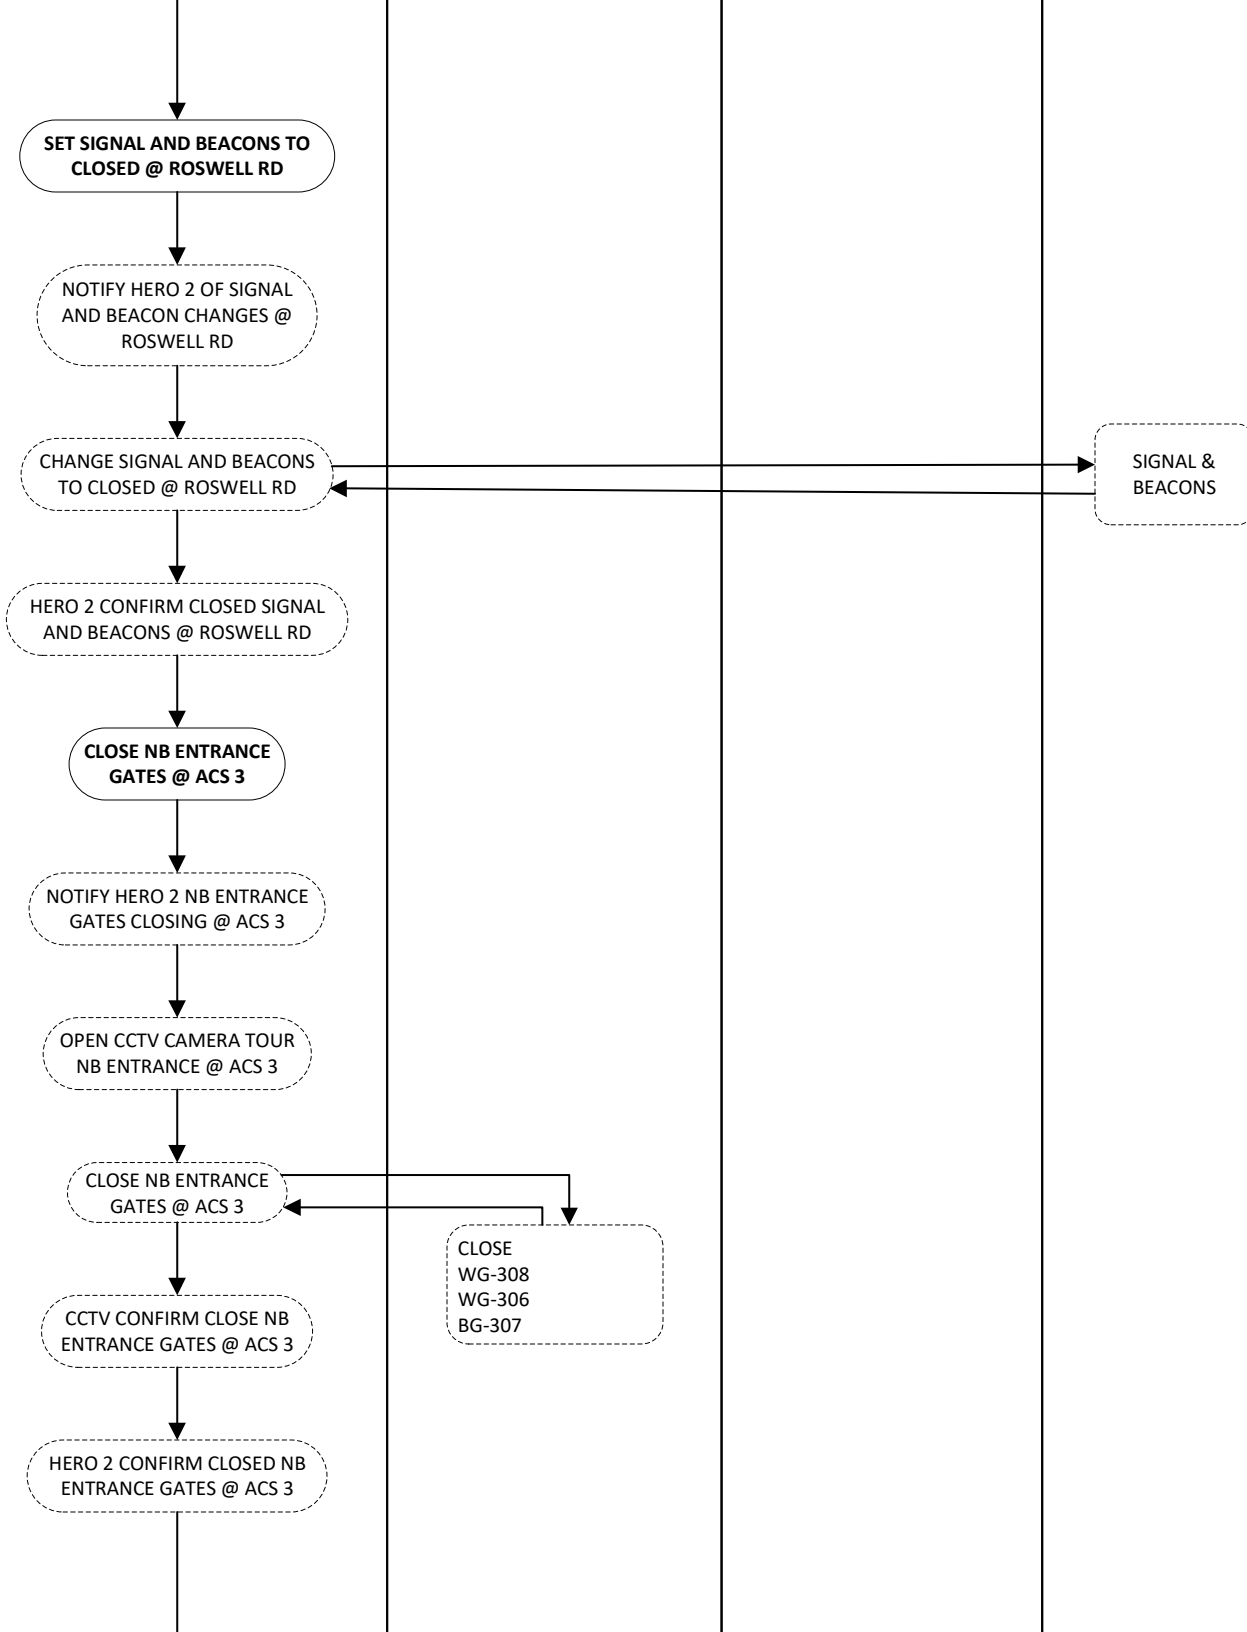 SET SIGNAL AND BEACONS TO
CLOSED @ ROSWELL RD
NOTIFY HERO 2 OF SIGNAL
AND BEACON CHANGES @
ROSWELL RD
CHANGE SIGNAL AND BEACONS
TO CLOSED @ ROSWELL RD
SIGNAL &
BEACONS
HERO 2 CONFIRM CLOSED SIGNAL
AND BEACONS @ ROSWELL RD
CLOSE NB ENTRANCE
GATES @ ACS 3
NOTIFY HERO 2 NB ENTRANCE
GATES CLOSING @ ACS 3
OPEN CCTV CAMERA TOUR
NB ENTRANCE @ ACS 3
CLOSE NB ENTRANCE
GATES @ ACS 3
CLOSE
WG-308
WG-306
BG-307
CCTV CONFIRM CLOSE NB
ENTRANCE GATES @ ACS 3
HERO 2 CONFIRM CLOSED NB
ENTRANCE GATES @ ACS 3